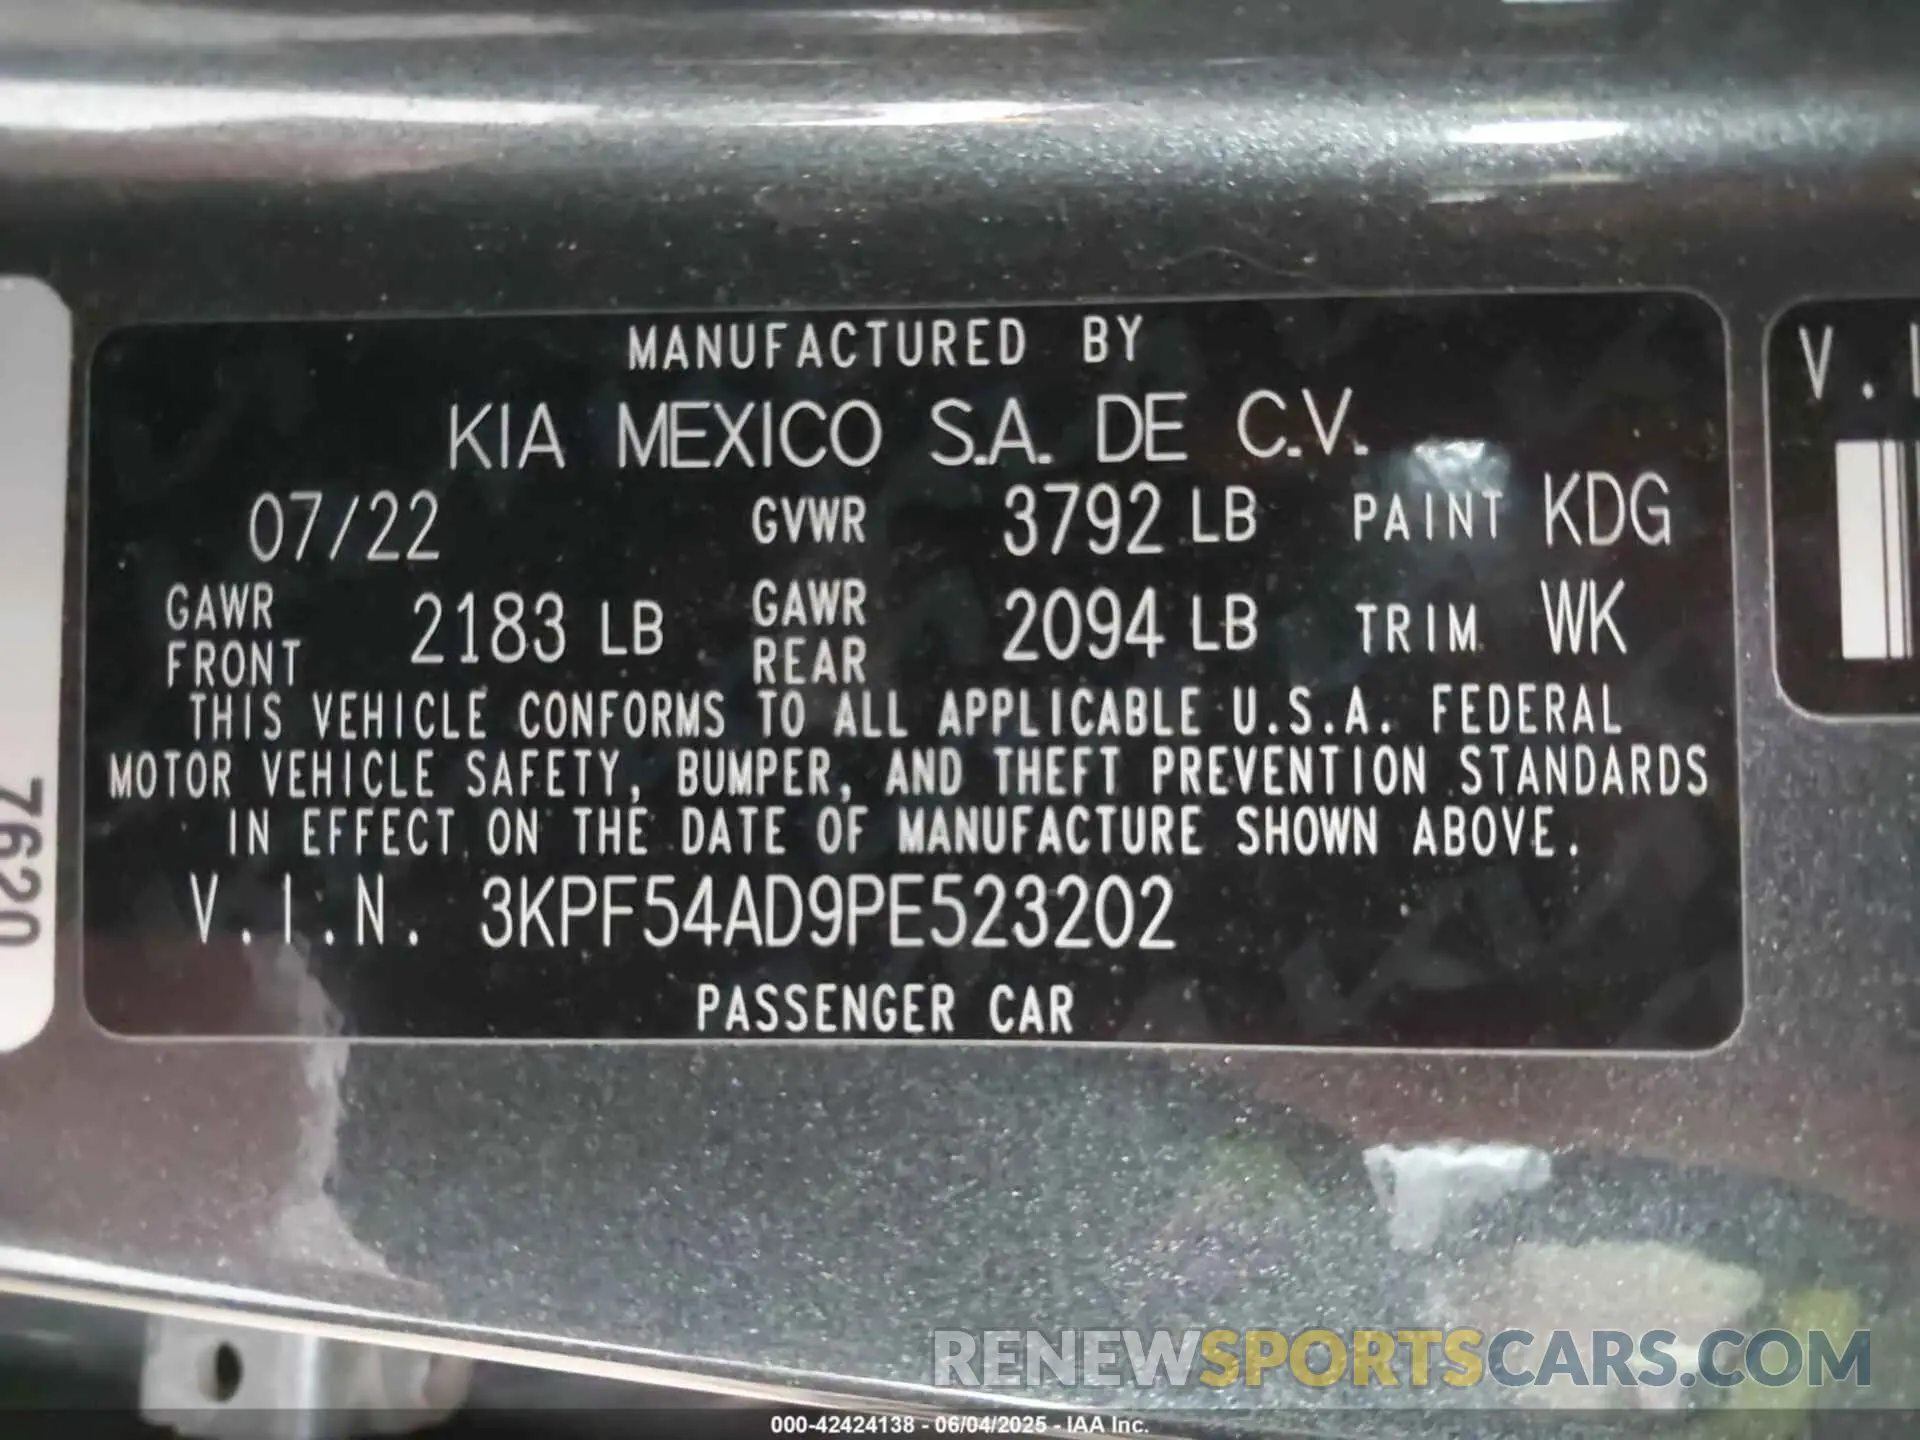 MANUFACTURED BY
KIA MEXICO S.A. DE C.V.
07/22 GVWR 3792 LB PAINT KDG
GAWR FRONT 2183 LB GAWR REAR 2094 LB TRIM WK
THIS VEHICLE CONFORMS TO ALL APPLICABLE U.S.A. FEDERAL
MOTOR VEHICLE SAFETY, BUMPER, AND THEFT PREVENTION STANDARDS
IN EFFECT ON THE DATE OF MANUFACTURE SHOWN ABOVE.
V.I.N. 3KPF54AD9PE523202
PASSENGER CAR
7620
V.I
RENEWSPORTSCARS.COM
000-42424138 - 06/04/2025 - IAA Inc.